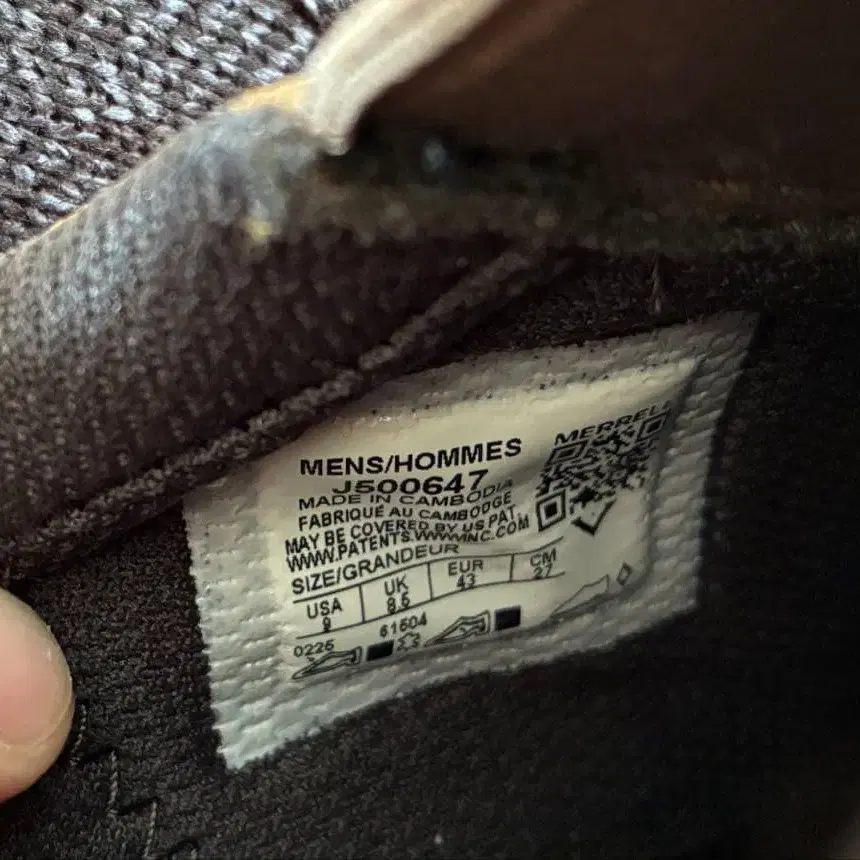 MERRELL
MENS/HOMMES
J500647
MADE IN CAMBODIA
FABRIQUÉ AU CAMBODGE
MAY BE COVERED BY US PAT.
WWW.PATENTS.WWWINC.COM
SIZE/GRANDEUR
USA UK EUR CM
9 8.5 43 27
0225 61604